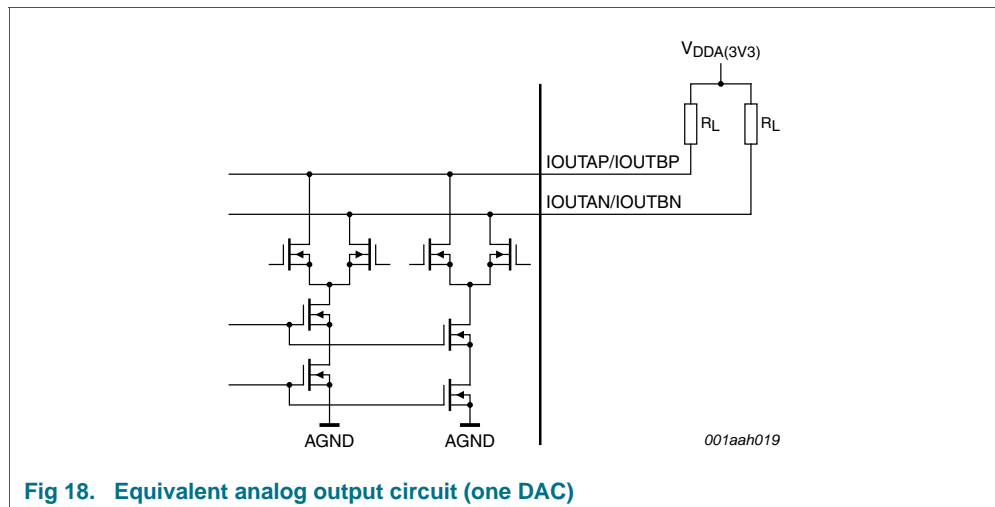 VDDA(3V3)
RL RL
IOUTAP/IOUTBP
IOUTAN/IOUTBN
AGND AGND
001aah019
Fig 18. Equivalent analog output circuit (one DAC)